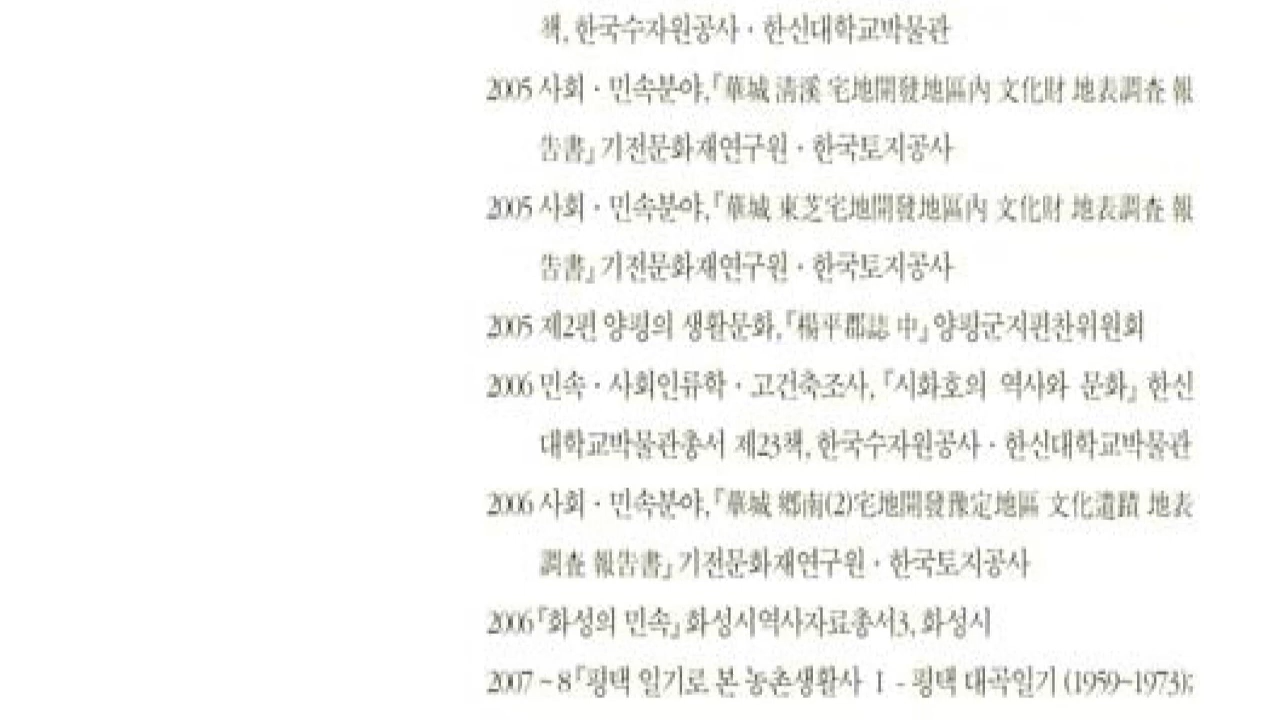 책, 한국수자원공사 · 한신대학교박물관
2005 사회 · 민속분야,『華城 淸溪 宅地開發地區內 文化財 地表調査 報
告書』기전문화재연구원 · 한국토지공사
2005 사회 · 민속분야,『華城 東芝宅地開發地區內 文化財 地表調査 報
告書』기전문화재연구원 · 한국토지공사
2005 제2편 양평의 생활문화,『楊平郡誌 中』양평군지편찬위원회
2006 민속 · 사회인류학 · 고건축조사,『시화호의 역사와 문화』한신
대학교박물관총서 제23책, 한국수자원공사 · 한신대학교박물관
2006 사회 · 민속분야,『華城 鄕南(2)宅地開發豫定地區 文化遺蹟 地表
調査 報告書』기전문화재연구원 · 한국토지공사
2006『화성의 민속』화성시역사자료총서3, 화성시
2007~8『평택 일기로 본 농촌생활사 Ⅰ - 평택 대곡일기 (1959~1973);